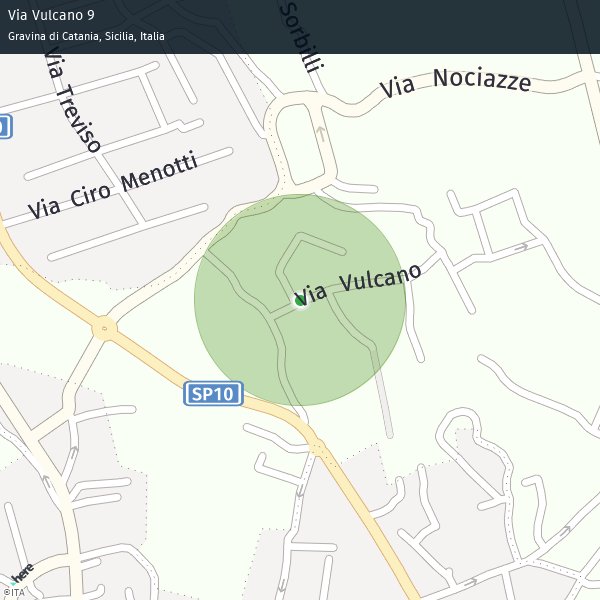 Via Vulcano 9
Gravina di Catania, Sicilia, Italia
Sorbilli
Via Nociazze
Via Treviso
Via Ciro Menotti
Via Vulcano
SP10
here
©ITA